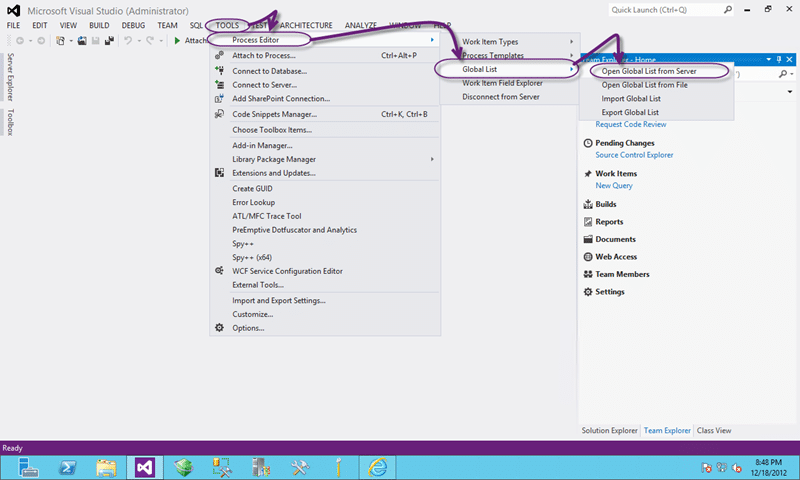 Microsoft Visual Studio (Administrator)
Quick Launch (Ctrl+Q)
FILE EDIT VIEW DEBUG TEAM SQL TOOLS TEST ARCHITECTURE ANALYZE WINDOW HELP
Attach
Server Explorer
Toolbox
Process Editor
Attach to Process... Ctrl+Alt+P
Connect to Database...
Connect to Server...
Add SharePoint Connection...
Code Snippets Manager... Ctrl+K, Ctrl+B
Choose Toolbox Items...
Add-in Manager...
Library Package Manager
Extensions and Updates...
Create GUID
Error Lookup
ATL/MFC Trace Tool
PreEmptive Dotfuscator and Analytics
Spy++
Spy++ (x64)
WCF Service Configuration Editor
External Tools...
Import and Export Settings...
Customize...
Options...
Work Item Types
Process Templates
Global List
Work Item Field Explorer
Disconnect from Server
Team Explorer - Home
Open Global List from Server
Open Global List from File
Import Global List
Export Global List
Request Code Review
Pending Changes
Source Control Explorer
Work Items
New Query
Builds
Reports
Documents
Web Access
Team Members
Settings
Solution Explorer Team Explorer Class View
Ready
8:48 PM
12/18/2012